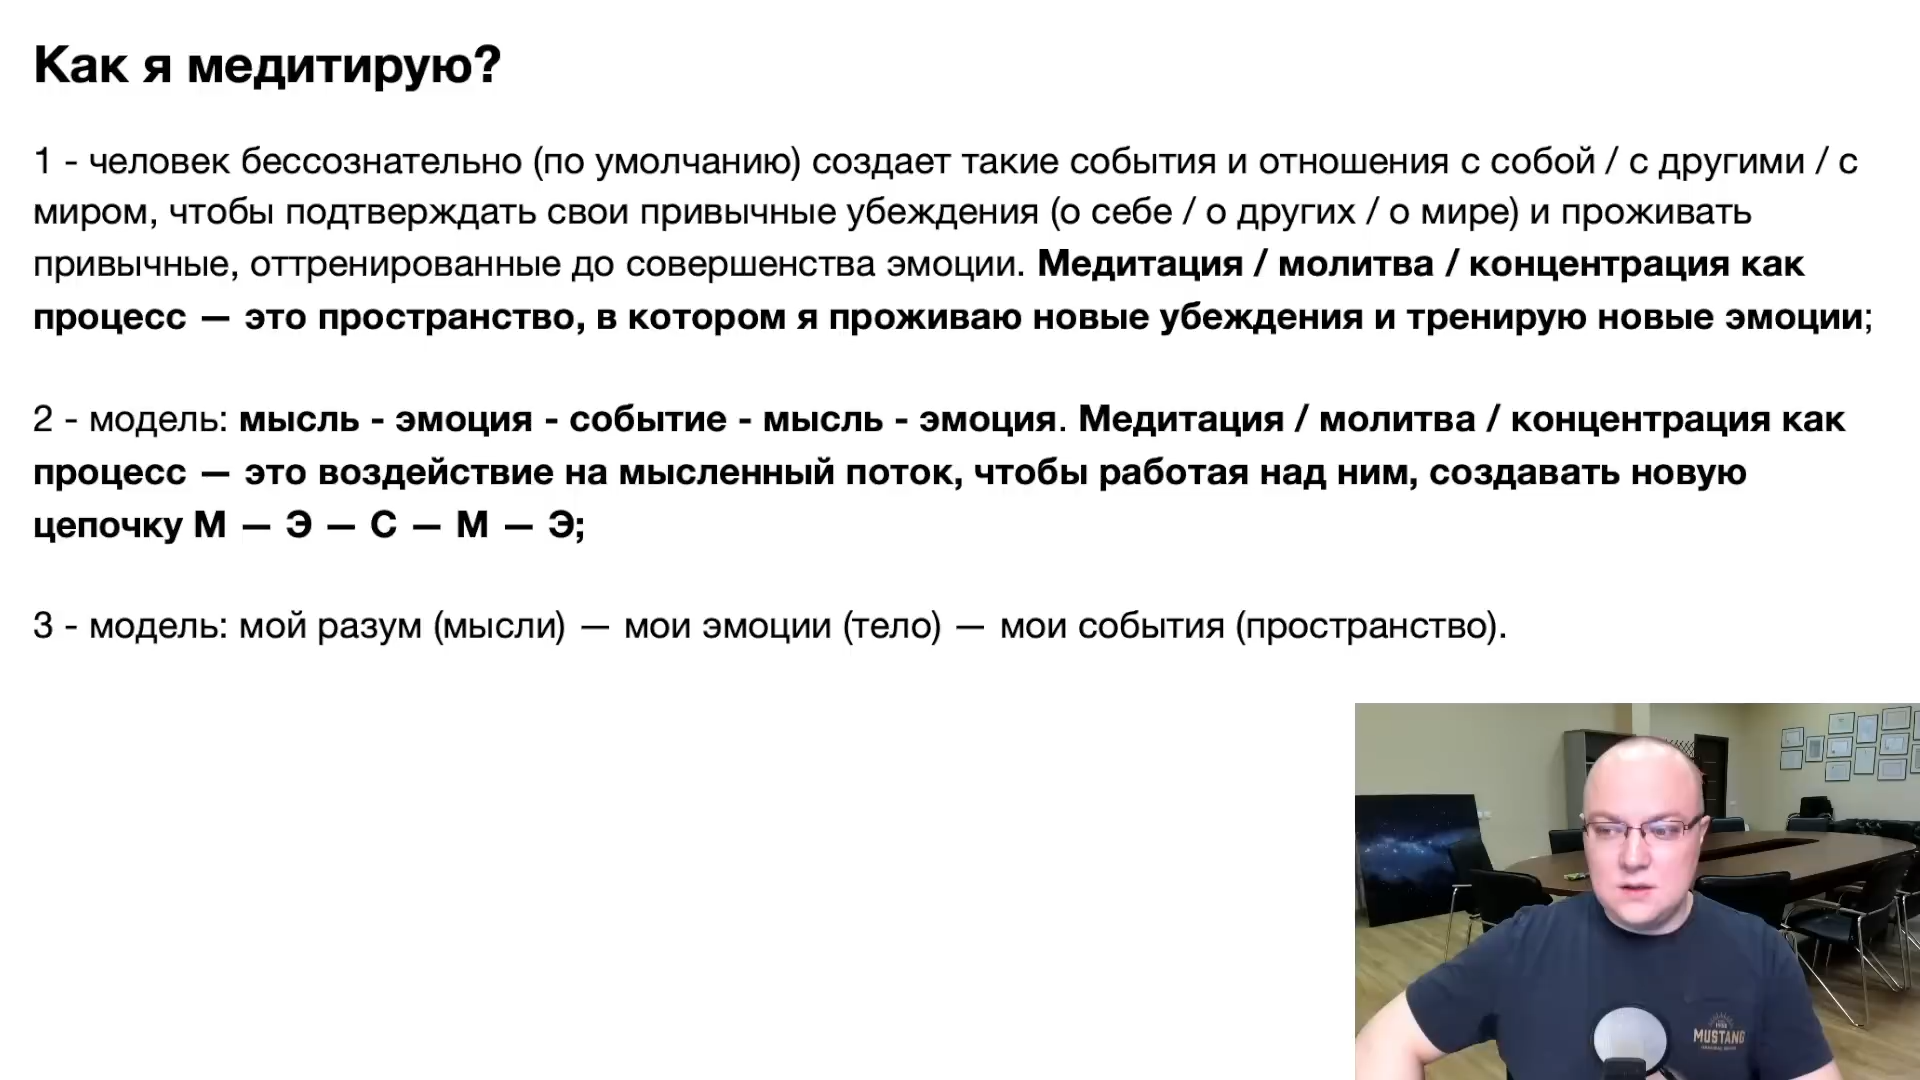 Как я медитирую?
1 - человек бессознательно (по умолчанию) создает такие события и отношения с собой / с другими / с
миром, чтобы подтверждать свои привычные убеждения (о себе / о других / о мире) и проживать
привычные, оттренированные до совершенства эмоции. Медитация / молитва / концентрация как
процесс — это пространство, в котором я проживаю новые убеждения и тренирую новые эмоции;
2 - модель: мысль - эмоция - событие - мысль - эмоция. Медитация / молитва / концентрация как
процесс — это воздействие на мысленный поток, чтобы работая над ним, создавать новую
цепочку М — Э — С — М — Э;
3 - модель: мой разум (мысли) — мои эмоции (тело) — мои события (пространство).
MUSTANG